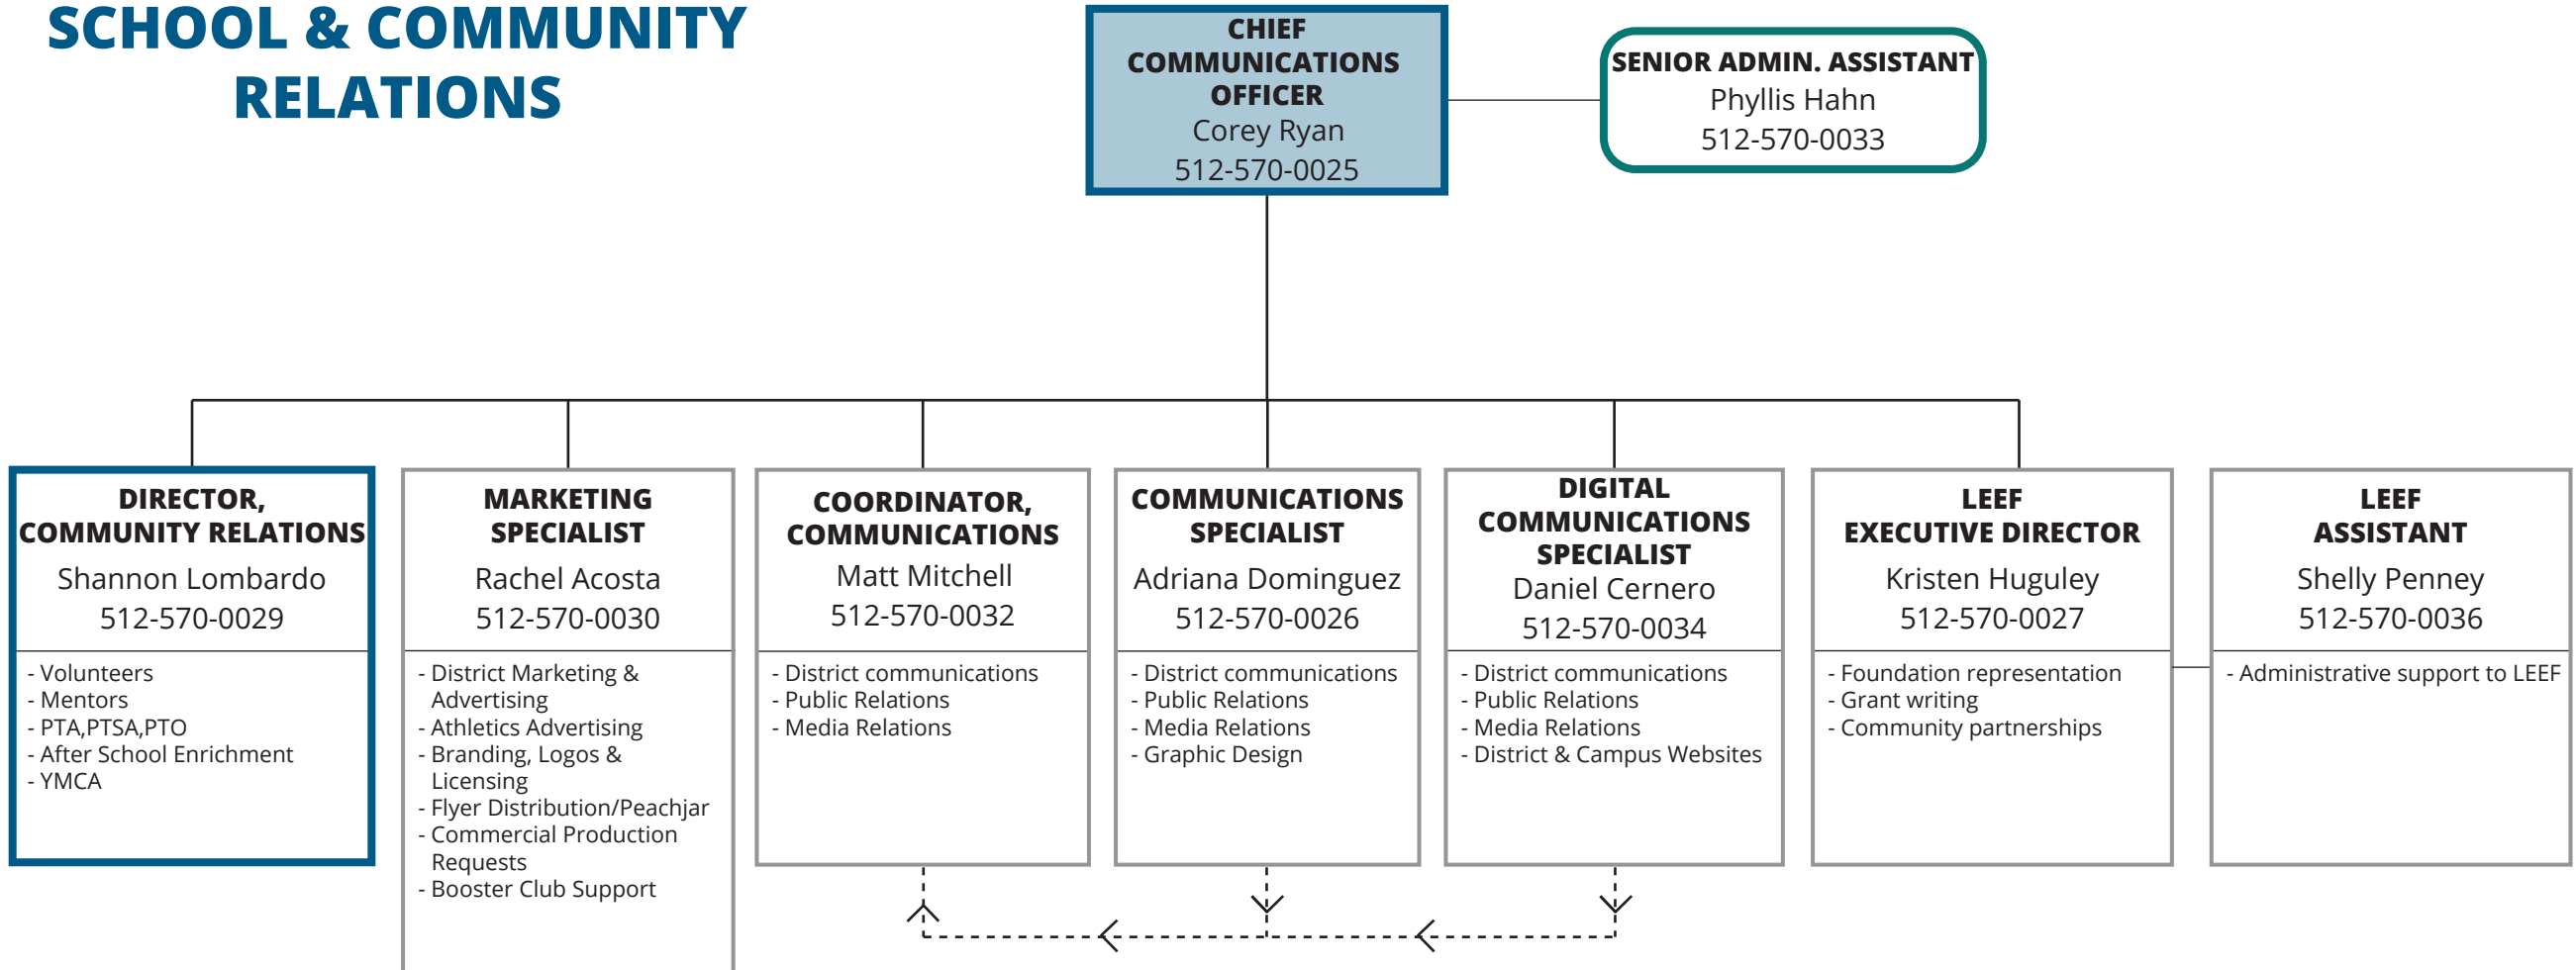 SCHOOL & COMMUNITY
RELATIONS
CHIEF
COMMUNICATIONS
OFFICER
Corey Ryan
512-570-0025
SENIOR ADMIN. ASSISTANT
Phyllis Hahn
512-570-0033
DIRECTOR,
COMMUNITY RELATIONS
Shannon Lombardo
512-570-0029
- Volunteers
- Mentors
- PTA,PTSA,PTO
- After School Enrichment
- YMCA
MARKETING
SPECIALIST
Rachel Acosta
512-570-0030
- District Marketing &
Advertising
- Athletics Advertising
- Branding, Logos &
Licensing
- Flyer Distribution/Peachjar
- Commercial Production
Requests
- Booster Club Support
COORDINATOR,
COMMUNICATIONS
Matt Mitchell
512-570-0032
- District communications
- Public Relations
- Media Relations
COMMUNICATIONS
SPECIALIST
Adriana Dominguez
512-570-0026
- District communications
- Public Relations
- Media Relations
- Graphic Design
DIGITAL
COMMUNICATIONS
SPECIALIST
Daniel Cernero
512-570-0034
- District communications
- Public Relations
- Media Relations
- District & Campus Websites
LEEF
EXECUTIVE DIRECTOR
Kristen Huguley
512-570-0027
- Foundation representation
- Grant writing
- Community partnerships
LEEF
ASSISTANT
Shelly Penney
512-570-0036
- Administrative support to LEEF